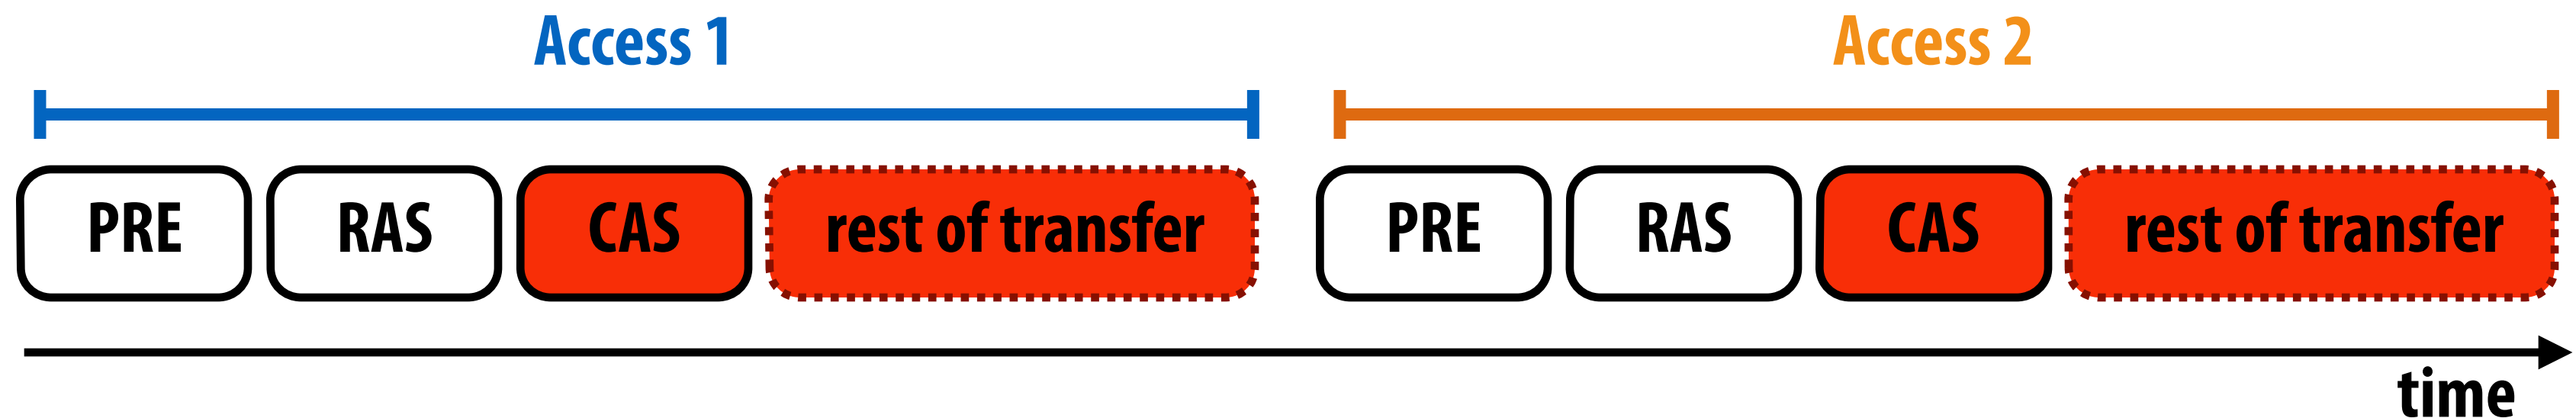 Access 1
Access 2
PRE
RAS
CAS
rest of transfer
PRE
RAS
CAS
rest of transfer
time